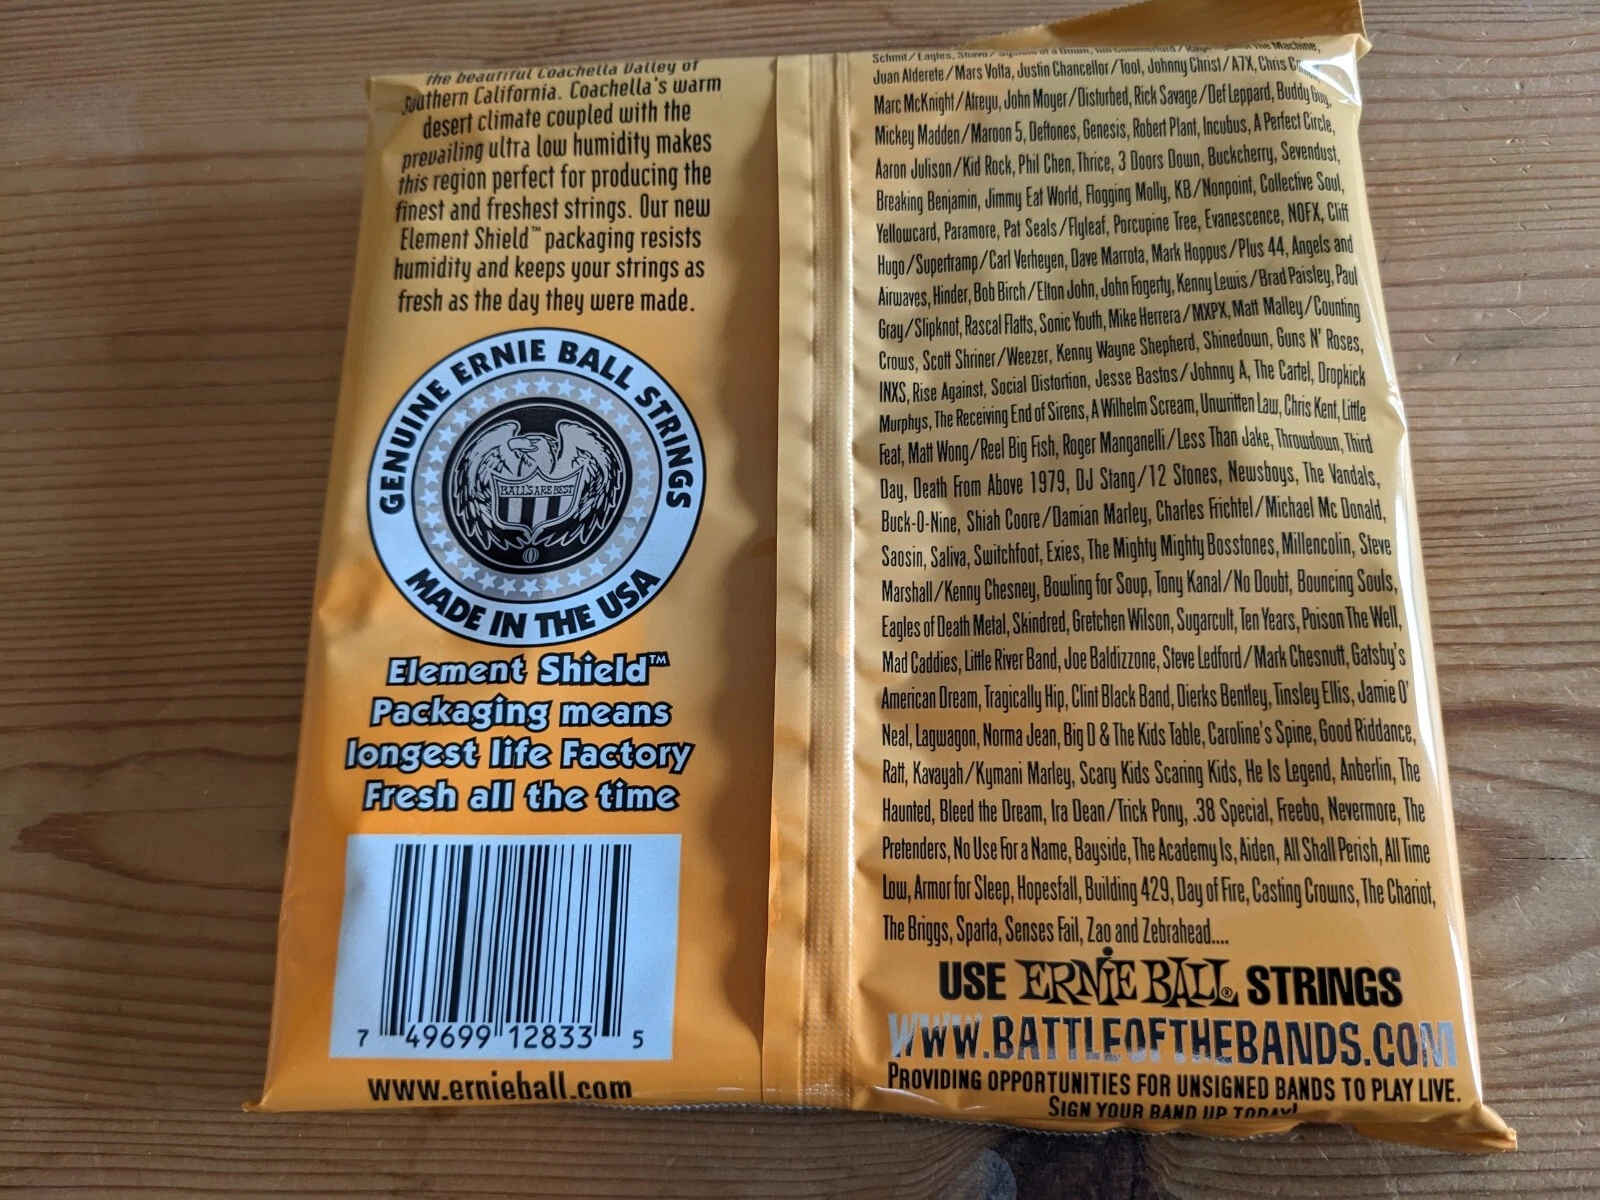 the beautiful Coachella Valley of
Southern California. Coachella's warm
desert climate coupled with the
prevailing ultra low humidity makes
this region perfect for producing the
finest and freshest strings. Our new
Element Shield™ packaging resists
humidity and keeps your strings as
fresh as the day they were made.
GENUINE ERNIE BALL STRINGS
BALLS ARE BEST
MADE IN THE USA
Element Shield™
Packaging means
longest life Factory
Fresh all the time
7 49699 12833 5
www.ernieball.com
Schmit/Eagles, Shavo/System of a Down, Tim Commerford/Rage Against The Machine,
Juan Alderete/Mars Volta, Justin Chancellor/Tool, Johnny Christ/A7X, Chris
Marc McKnight/Atreyu, John Moyer/Disturbed, Rick Savage/Def Leppard, Buddy Guy,
Mickey Madden/Maroon 5, Deftones, Genesis, Robert Plant, Incubus, A Perfect Circle,
Aaron Julison/Kid Rock, Phil Chen, Thrice, 3 Doors Down, Buckcherry, Sevendust,
Breaking Benjamin, Jimmy Eat World, Flogging Molly, KB/Nonpoint, Collective Soul,
Yellowcard, Paramore, Pat Seals/Flyleaf, Porcupine Tree, Evanescence, NOFX, Cliff
Hugo/Supertramp/Carl Verheyen, Dave Marrota, Mark Hoppus/Plus 44, Angels and
Airwaves, Hinder, Bob Birch/Elton John, John Fogerty, Kenny Lewis/Brad Paisley, Paul
Gray/Slipknot, Rascal Flatts, Sonic Youth, Mike Herrera/MXPX, Matt Malley/Counting
Crows, Scott Shriner/Weezer, Kenny Wayne Shepherd, Shinedown, Guns N' Roses,
INXS, Rise Against, Social Distortion, Jesse Bastos/Johnny A, The Cartel, Dropkick
Murphys, The Receiving End of Sirens, A Wilhelm Scream, Unwritten Law, Chris Kent, Little
Feat, Matt Wong/Reel Big Fish, Roger Manganelli/Less Than Jake, Throwdown, Third
Day, Death From Above 1979, DJ Stang/12 Stones, Newsboys, The Vandals,
Buck-O-Nine, Shiah Coore/Damian Marley, Charles Frichtel/Michael Mc Donald,
Saosin, Saliva, Switchfoot, Exies, The Mighty Mighty Bosstones, Millencolin, Steve
Marshall/Kenny Chesney, Bowling for Soup, Tony Kanal/No Doubt, Bouncing Souls,
Eagles of Death Metal, Skindred, Gretchen Wilson, Sugarcult, Ten Years, Poison The Well,
Mad Caddies, Little River Band, Joe Baldizzone, Steve Ledford/Mark Chesnutt, Gatsby's
American Dream, Tragically Hip, Clint Black Band, Dierks Bentley, Tinsley Ellis, Jamie O'
Neal, Lagwagon, Norma Jean, Big D & The Kids Table, Caroline's Spine, Good Riddance,
Ratt, Kavayah/Kymani Marley, Scary Kids Scaring Kids, He Is Legend, Anberlin, The
Haunted, Bleed the Dream, Ira Dean/Trick Pony, .38 Special, Freebo, Nevermore, The
Pretenders, No Use For a Name, Bayside, The Academy Is, Aiden, All Shall Perish, All Time
Low, Armor for Sleep, Hopesfall, Building 429, Day of Fire, Casting Crowns, The Chariot,
The Briggs, Sparta, Senses Fail, Zao and Zebrahead....
USE ERNIE BALL® STRINGS
WWW.BATTLEOFTHEBANDS.COM
PROVIDING OPPORTUNITIES FOR UNSIGNED BANDS TO PLAY LIVE.
SIGN YOUR BAND UP TODAY!